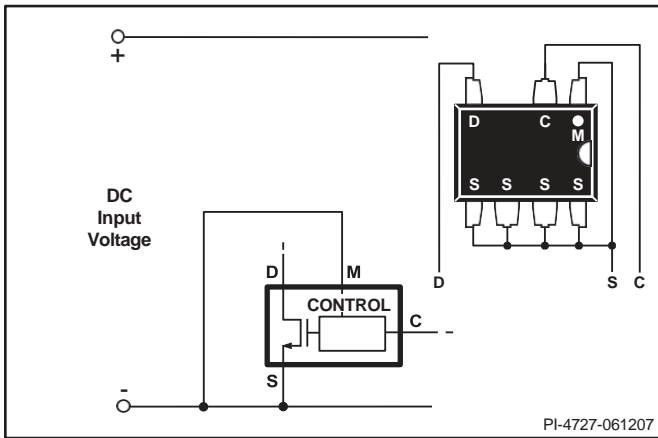 +
D C
M
S S S S
DC
Input
Voltage
D S C
D M
CONTROL
C
S
-
PI-4727-061207